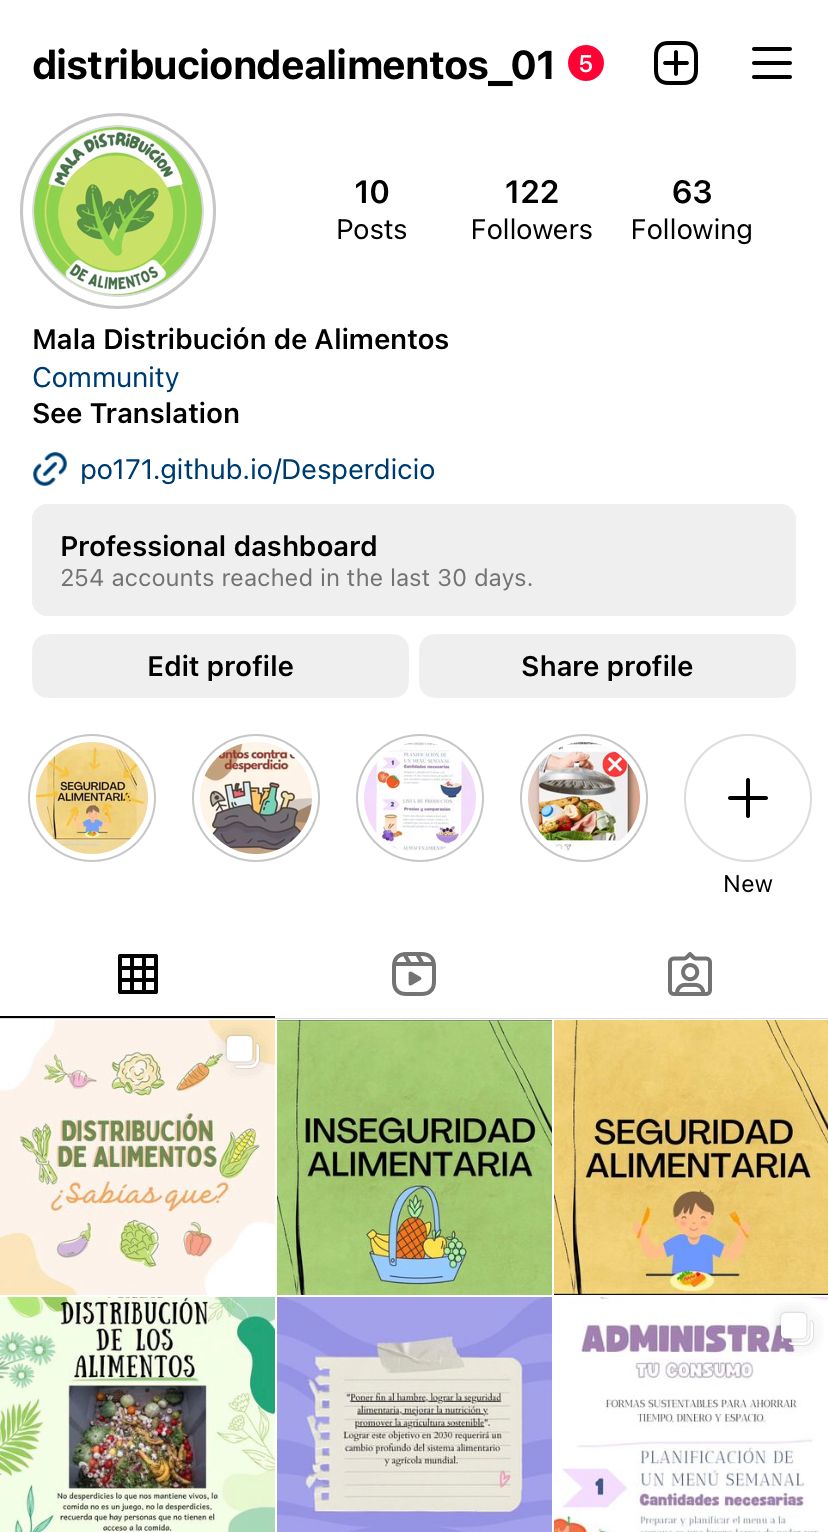 distribuciondealimentos_01 5
MALA DISTRIBUICION
DE ALIMENTOS
10 122 63
Posts Followers Following
Mala Distribución de Alimentos
Community
See Translation
po171.github.io/Desperdicio
Professional dashboard
254 accounts reached in the last 30 days.
Edit profile Share profile
SEGURIDAD
ALIMENTARIA
untos contra
desperdicio
PLANIFICACIÓN DE
UN MENÚ SEMANAL
Cantidades necesarias
1
2
LISTA DE PRODUCTOS
Precios y comparación
New
DISTRIBUCIÓN
DE ALIMENTOS
¿Sabías que?
INSEGURIDAD
ALIMENTARIA
SEGURIDAD
ALIMENTARIA
DISTRIBUCIÓN
DE LOS
ALIMENTOS
No desperdicies lo que nos mantiene vivos, la
comida no es un juego, no la desperdicies,
recuerda que hay personas que no tienen el
acceso a la comida.
"Poner fin al hambre, lograr la seguridad
alimentaria, mejorar la nutrición y
promover la agricultura sostenible".
Lograr este objetivo en 2030 requerirá un
cambio profundo del sistema alimentario
y agrícola mundial.
ADMINISTRA
TU CONSUMO
FORMAS SUSTENTABLES PARA AHORRAR
TIEMPO, DINERO Y ESPACIO.
1
PLANIFICACIÓN DE
UN MENÚ SEMANAL
Cantidades necesarias
Preparar y planificar el menu a la